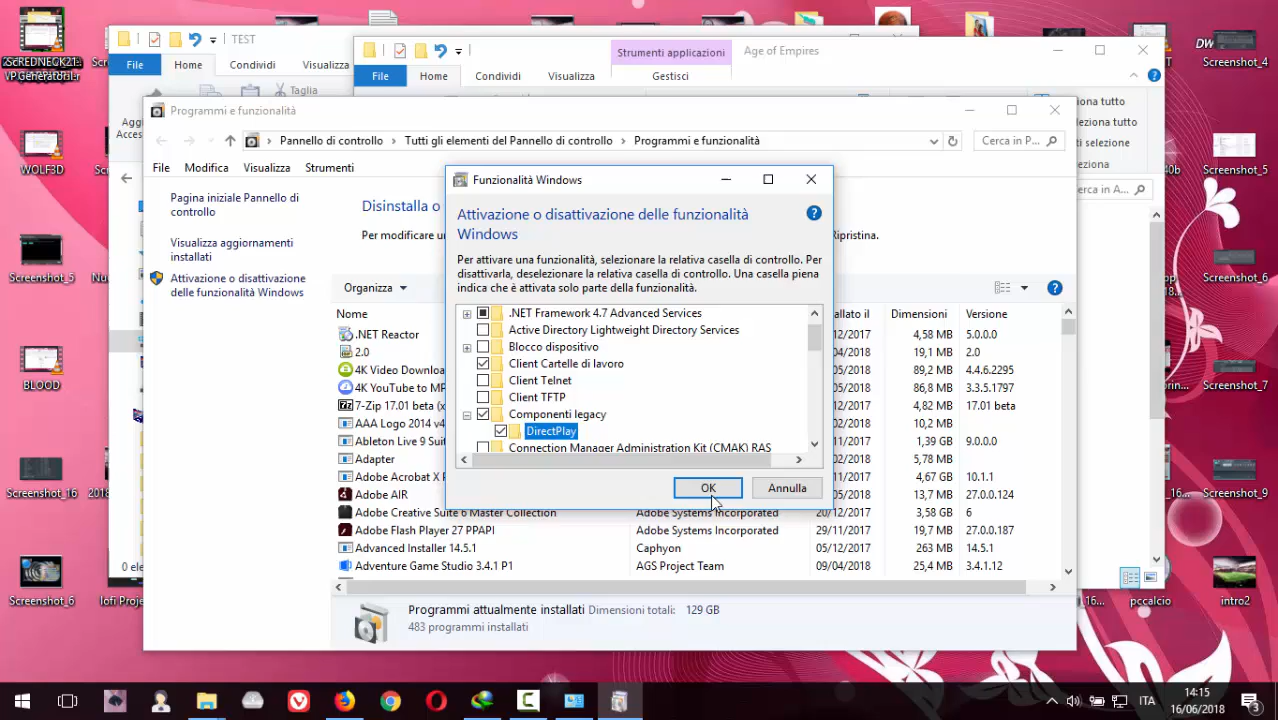 TEST
File
Home
Condividi
Visualizza
Taglia
Strumenti applicazioni
Age of Empires
File
Home
Condividi
Visualizza
Gestisci
DW
Screenshot_4
WOLF3D
Screenshot_5
BLOOD
Screenshot_16
Screenshot_6
Screenshot_5
Screenshot_6
Screenshot_7
Screenshot_9
pccalcio
intro2
Programmi e funzionalità
Pannello di controllo
Tutti gli elementi del Pannello di controllo
Programmi e funzionalità
Cerca in P...
File
Modifica
Visualizza
Strumenti
Pagina iniziale Pannello di
controllo
Visualizza aggiornamenti
installati
Attivazione o disattivazione
delle funzionalità Windows
Disinstalla o
Per modificare u
Ripristina.
Organizza
Nome
Dimensioni
Versione
.NET Reactor
12/2017 4,58 MB 5.0.0.0
2.0
04/2018 19,1 MB 2.0
4K Video Downloa
89,2 MB 4.4.6.2295
4K YouTube to MP
86,8 MB 3.3.5.1797
7-Zip 17.01 beta (x
4,82 MB 17.01 beta
AAA Logo 2014 v4
10,2 MB
Ableton Live 9 Suit
1,39 GB 9.0.0.0
Adapter
5,78 MB
Adobe Acrobat X P
4,67 GB 10.1.1
Adobe AIR
13,7 MB 27.0.0.124
Adobe Creative Suite 6 Master Collection Adobe Systems Incorporated 20/12/2017 3,58 GB 6
Adobe Flash Player 27 PPAPI Adobe Systems Incorporated 29/11/2017 19,7 MB 27.0.0.187
Advanced Installer 14.5.1 Caphyon 05/12/2017 263 MB 14.5.1
Adventure Game Studio 3.4.1 P1 AGS Project Team 09/04/2018 25,4 MB 3.4.1.12
Programmi attualmente installati Dimensioni totali: 129 GB
483 programmi installati
Funzionalità Windows
Attivazione o disattivazione delle funzionalità
Windows
Per attivare una funzionalità, selezionare la relativa casella di controllo. Per
disattivarla, deselezionare la relativa casella di controllo. Una casella piena
indica che è attivata solo parte della funzionalità.
.NET Framework 4.7 Advanced Services
Active Directory Lightweight Directory Services
Blocco dispositivo
Client Cartelle di lavoro
Client Telnet
Client TFTP
Componenti legacy
DirectPlay
Connection Manager Administration Kit (CMAK) RAS
OK
Annulla
ITA
14:15
16/06/2018
3